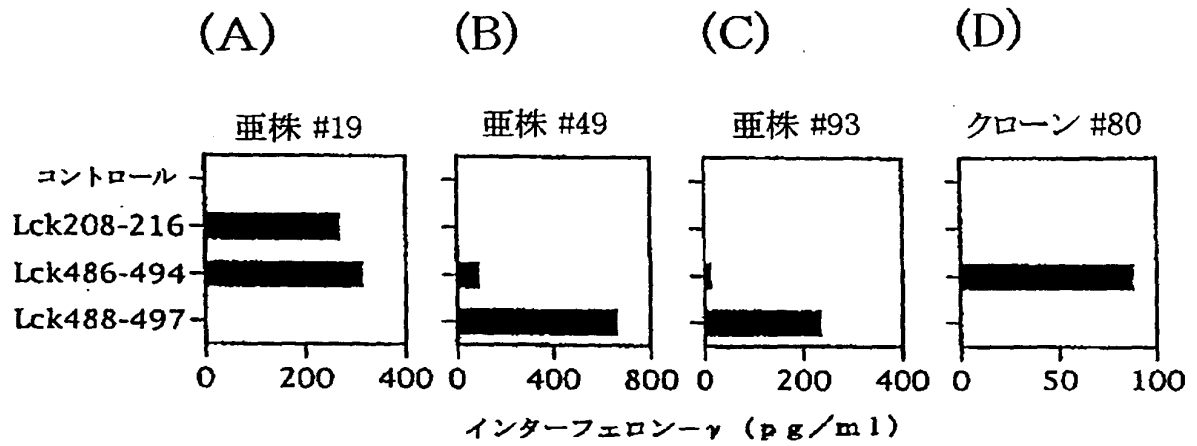 (A) (B) (C) (D)
亜株 #19 亜株 #49 亜株 #93 クローン #80
コントロール
Lck208-216
Lck486-494
Lck488-497
0 200 400 0 400 800 0 200 400 0 50 100
インターフェロン－γ (pg/ml)